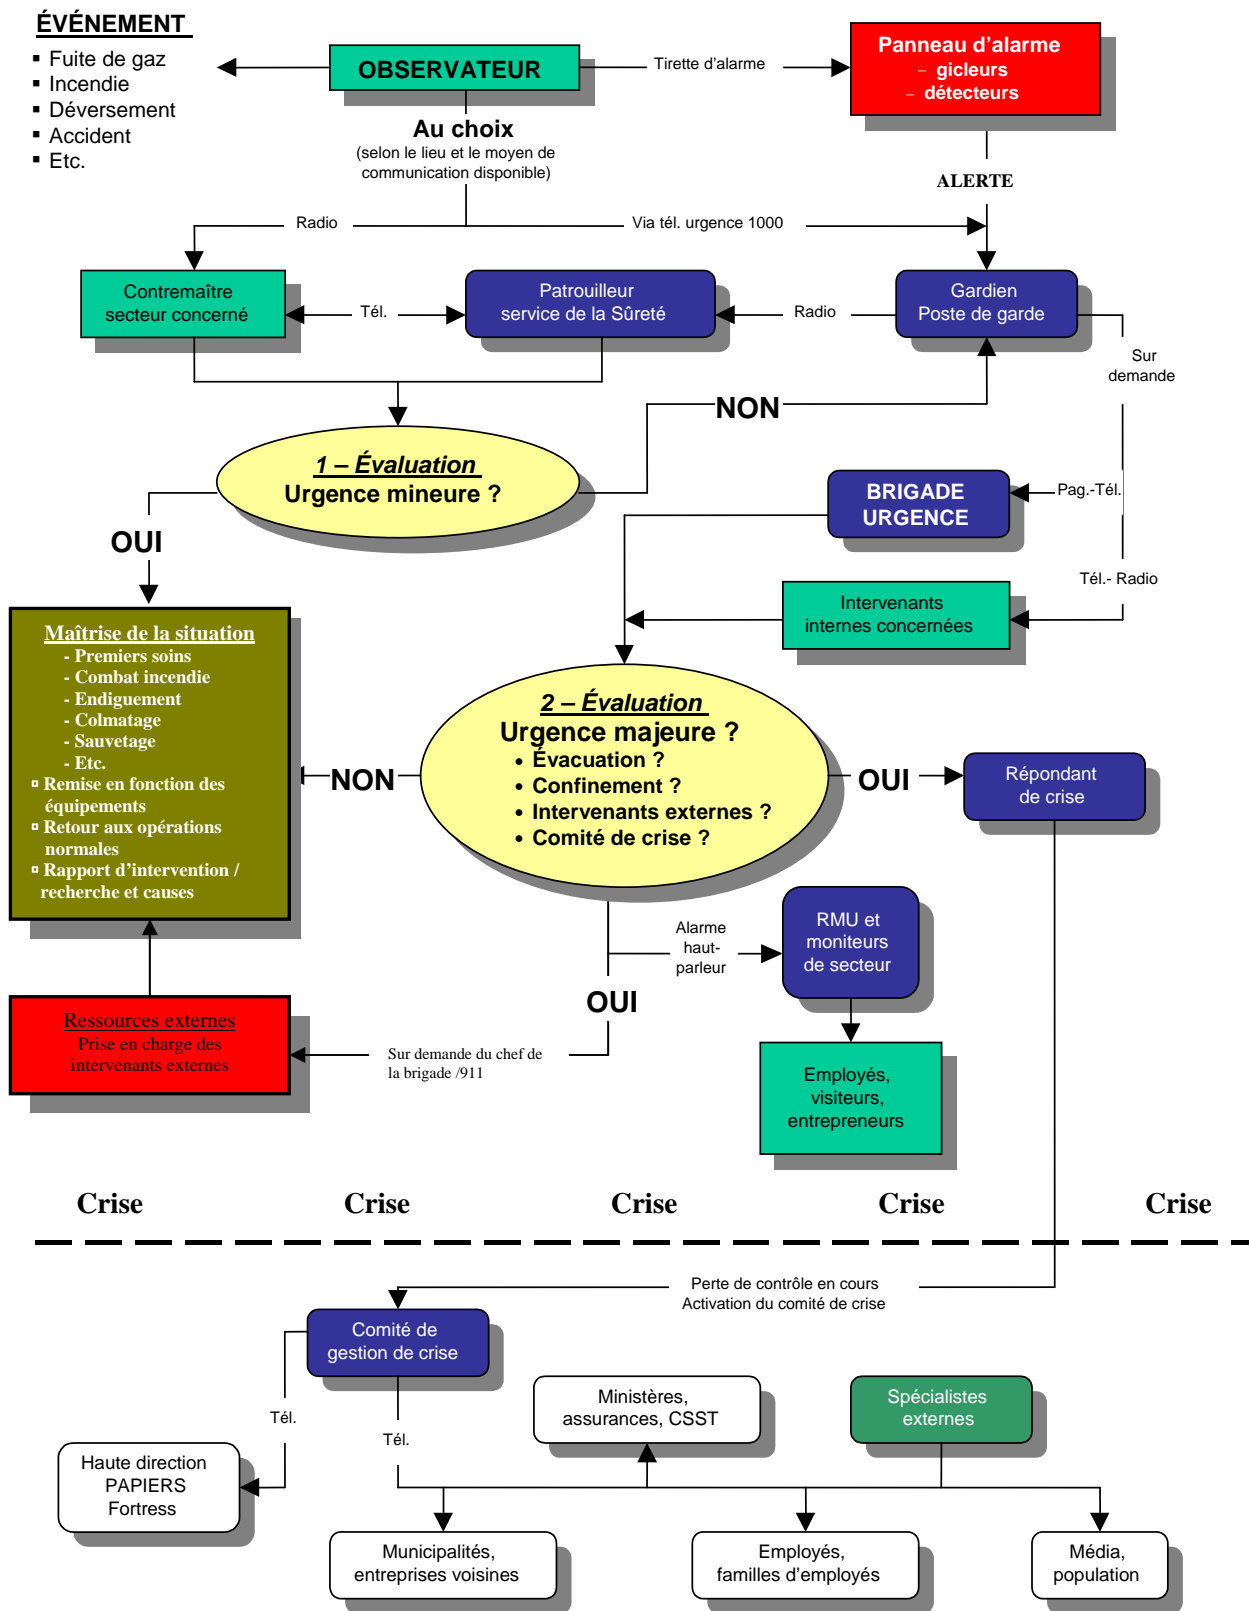 ÉVÉNEMENT
▪ Fuite de gaz
▪ Incendie
▪ Déversement
▪ Accident
▪ Etc.
OBSERVATEUR
Tirette d'alarme
Panneau d'alarme
– gicleurs
– détecteurs
Au choix
(selon le lieu et le moyen de
communication disponible)
ALERTE
Radio
Via tél. urgence 1000
Contremaître
secteur concerné
Tél.
Patrouilleur
service de la Sûreté
Radio
Gardien
Poste de garde
Sur
demande
NON
1 – Évaluation
Urgence mineure ?
BRIGADE
URGENCE
Pag.-Tél.
OUI
Tél.- Radio
Intervenants
internes concernées
Maîtrise de la situation
- Premiers soins
- Combat incendie
- Endiguement
- Colmatage
- Sauvetage
- Etc.
▫ Remise en fonction des
équipements
▫ Retour aux opérations
normales
▫ Rapport d'intervention /
recherche et causes
NON
2 – Évaluation
Urgence majeure ?
• Évacuation ?
• Confinement ?
• Intervenants externes ?
• Comité de crise ?
OUI
Répondant
de crise
Alarme
haut-
parleur
RMU et
moniteurs
de secteur
OUI
Ressources externes
Prise en charge des
intervenants externes
Sur demande du chef de
la brigade /911
Employés,
visiteurs,
entrepreneurs
Crise Crise Crise Crise Crise
Perte de contrôle en cours
Activation du comité de crise
Comité de
gestion de crise
Tél.
Tél.
Ministères,
assurances, CSST
Spécialistes
externes
Haute direction
PAPIERS
Fortress
Municipalités,
entreprises voisines
Employés,
familles d'employés
Média,
population